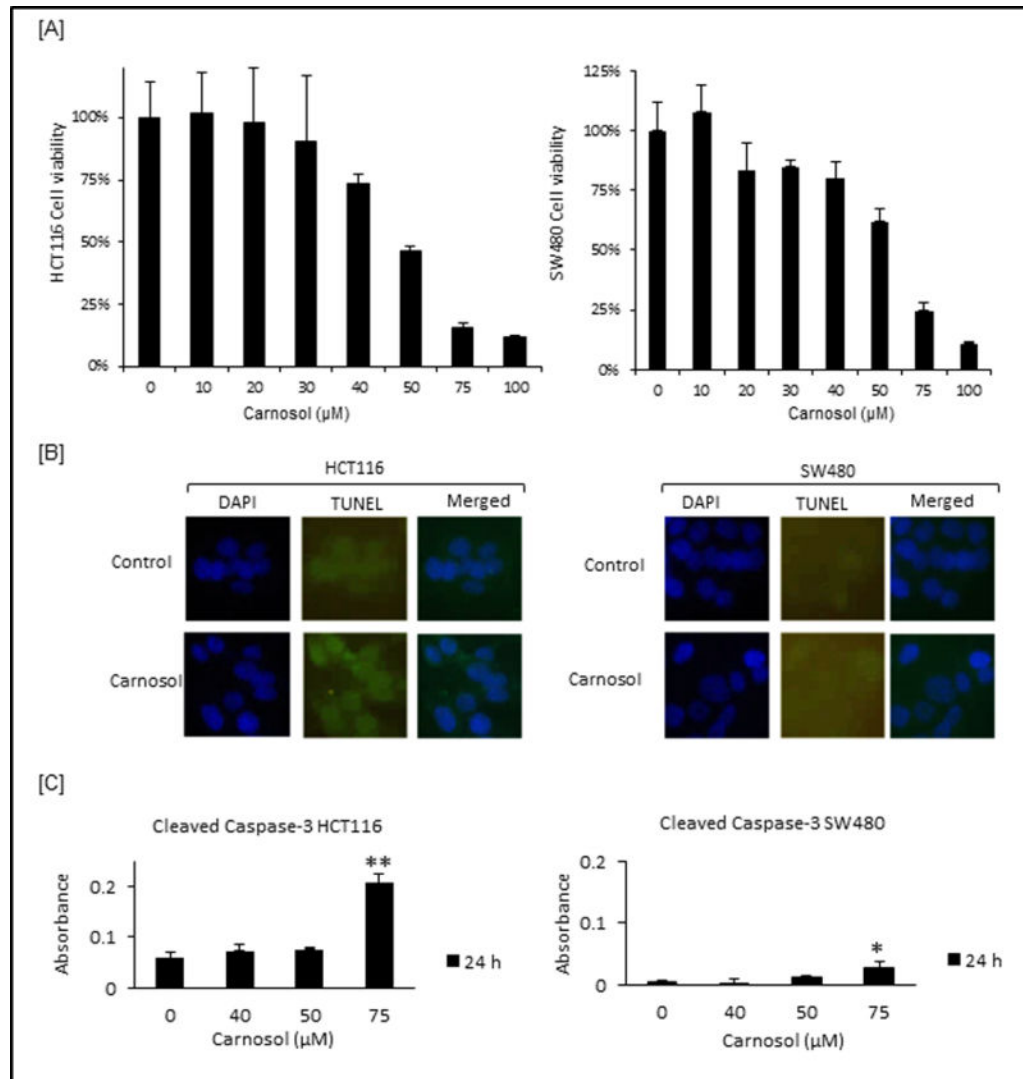 [A]
HCT116 Cell viability
100%
75%
50%
25%
0%
0 10 20 30 40 50 75 100
Carnosol (µM)
SW480 Cell viability
125%
100%
75%
50%
25%
0%
0 10 20 30 40 50 75 100
Carnosol (µM)
[B]
HCT116
DAPI TUNEL Merged
Control
Carnosol
SW480
DAPI TUNEL Merged
Control
Carnosol
[C]
Cleaved Caspase-3 HCT116
Absorbance
0.2
0.1
0
**
24 h
0 40 50 75
Carnosol (µM)
Cleaved Caspase-3 SW480
Absorbance
0.2
0.1
0
*
24 h
0 40 50 75
Carnosol (µM)